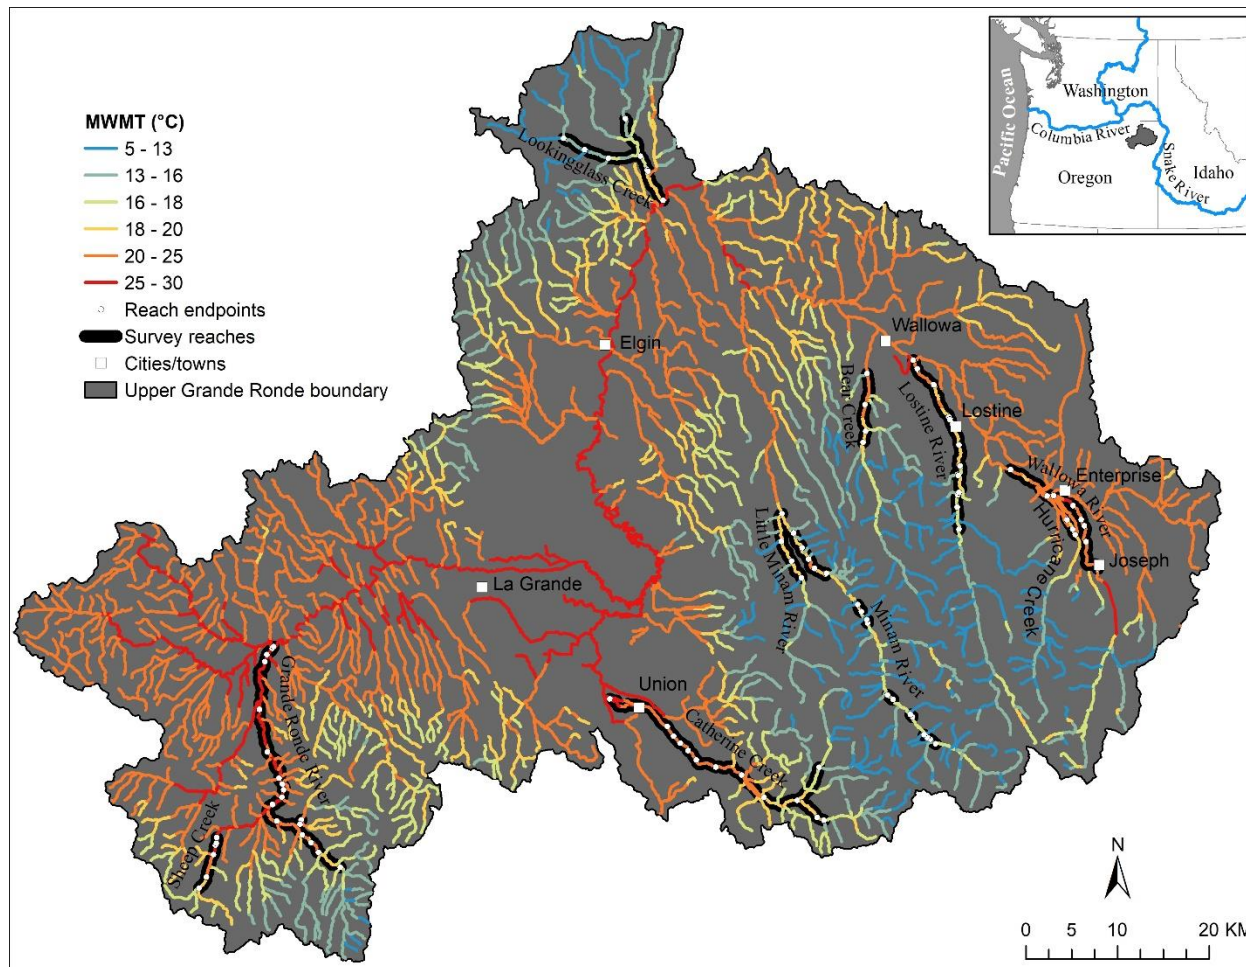 MWMT (°C)
5 - 13
13 - 16
16 - 18
18 - 20
20 - 25
25 - 30
Reach endpoints
Survey reaches
Cities/towns
Upper Grande Ronde boundary
Pacific Ocean
Washington
Columbia River
Snake River
Oregon
Idaho
Lookingglass Creek
Elgin
Wallowa
Bear Creek
Lostine River
Lostine
Wallowa River
Enterprise
Hurricane Creek
Joseph
Little Minam River
Minam River
La Grande
Union
Catherine Creek
Grande Ronde River
Sheep Creek
N
0 5 10 20 KM